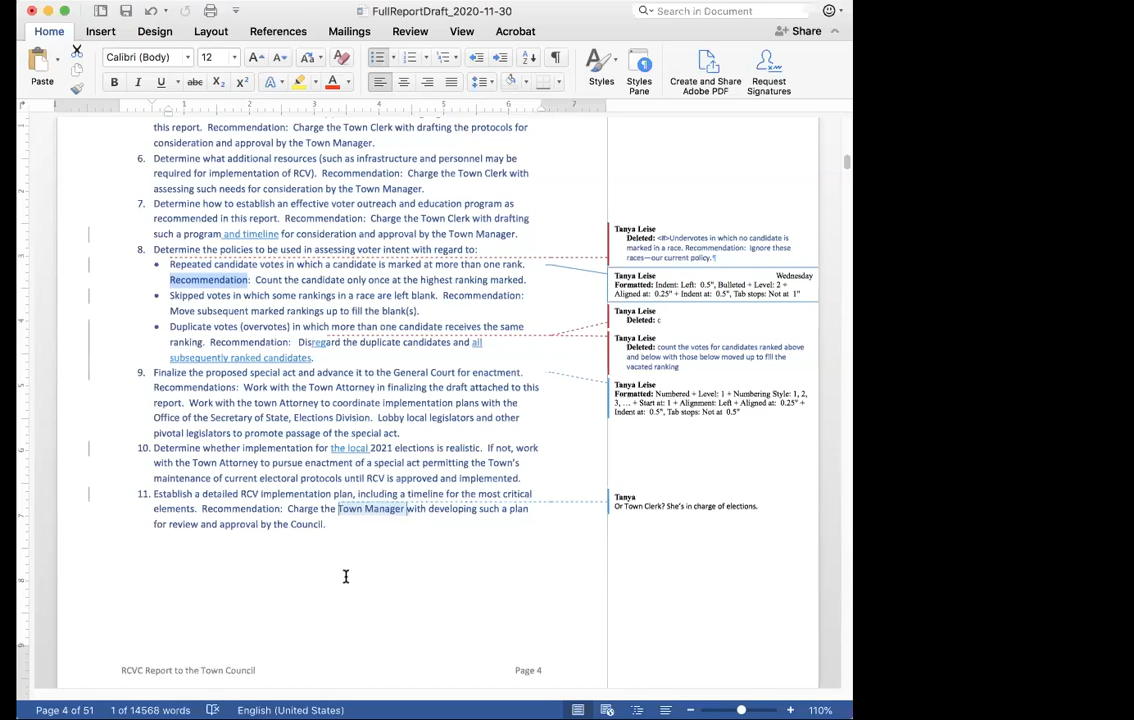 FullReportDraft_2020-11-30
Search in Document
Home Insert Design Layout References Mailings Review View Acrobat
Share
Paste
Calibri (Body) 12
Styles
Styles Pane
Create and Share Adobe PDF
Request Signatures
this report. Recommendation: Charge the Town Clerk with drafting the protocols for
consideration and approval by the Town Manager.
6. Determine what additional resources (such as infrastructure and personnel may be
required for implementation of RCV). Recommendation: Charge the Town Clerk with
assessing such needs for consideration by the Town Manager.
7. Determine how to establish an effective voter outreach and education program as
recommended in this report. Recommendation: Charge the Town Clerk with drafting
such a program and timeline for consideration and approval by the Town Manager.
8. Determine the policies to be used in assessing voter intent with regard to:
• Repeated candidate votes in which a candidate is marked at more than one rank.
Recommendation: Count the candidate only once at the highest ranking marked.
• Skipped votes in which some rankings in a race are left blank. Recommendation:
Move subsequent marked rankings up to fill the blank(s).
• Duplicate votes (overvotes) in which more than one candidate receives the same
ranking. Recommendation: Disregard the duplicate candidates and all
subsequently ranked candidates.
9. Finalize the proposed special act and advance it to the General Court for enactment.
Recommendations: Work with the Town Attorney in finalizing the draft attached to this
report. Work with the town Attorney to coordinate implementation plans with the
Office of the Secretary of State, Elections Division. Lobby local legislators and other
pivotal legislators to promote passage of the special act.
10. Determine whether implementation for the local 2021 elections is realistic. If not, work
with the Town Attorney to pursue enactment of a special act permitting the Town's
maintenance of current electoral protocols until RCV is approved and implemented.
11. Establish a detailed RCV implementation plan, including a timeline for the most critical
elements. Recommendation: Charge the Town Manager with developing such a plan
for review and approval by the Council.
Tanya Leise
Deleted: <#>Undervotes in which no candidate is
marked in a race. Recommendation: Ignore these
races—our current policy.¶
Tanya Leise Wednesday
Formatted: Indent: Left: 0.5", Bulleted + Level: 2 +
Aligned at: 0.25" + Indent at: 0.5", Tab stops: Not at 1"
Tanya Leise
Deleted: c
Tanya Leise
Deleted: count the votes for candidates ranked above
and below with those below moved up to fill the
vacated ranking
Tanya Leise
Formatted: Numbered + Level: 1 + Numbering Style: 1, 2,
3, … + Start at: 1 + Alignment: Left + Aligned at: 0.25" +
Indent at: 0.5", Tab stops: Not at 0.5"
Tanya
Or Town Clerk? She's in charge of elections.
RCVC Report to the Town Council Page 4
Page 4 of 51 1 of 14568 words English (United States) 110%